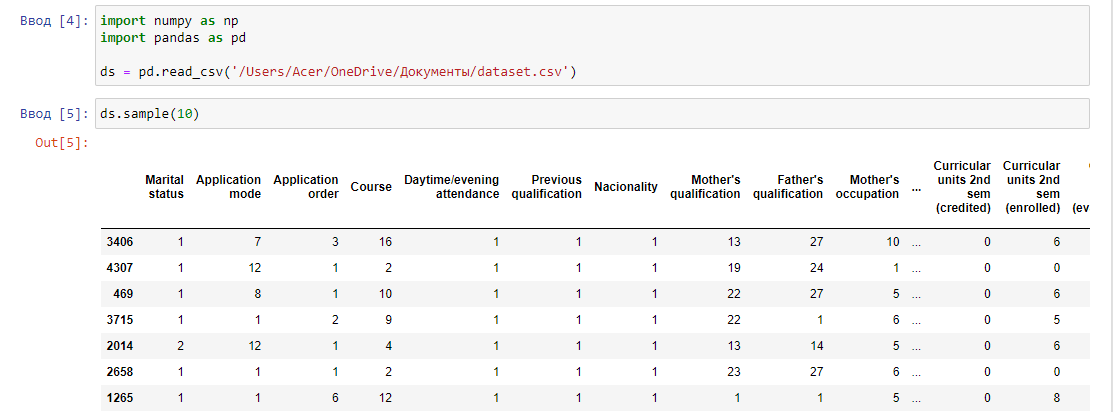 Ввод [4]: import numpy as np
import pandas as pd
ds = pd.read_csv('/Users/Acer/OneDrive/Документы/dataset.csv')
Ввод [5]: ds.sample(10)
Out[5]:
Marital status Application mode Application order Course Daytime/evening attendance Previous qualification Nacionality Mother's qualification Father's qualification Mother's occupation ... Curricular units 2nd sem (credited) Curricular units 2nd sem (enrolled)
3406 1 7 3 16 1 1 1 13 27 10 ... 0 6
4307 1 12 1 2 1 1 1 19 24 1 ... 0 0
469 1 8 1 10 1 1 1 22 27 5 ... 0 6
3715 1 1 2 9 1 1 1 22 1 6 ... 0 5
2014 2 12 1 4 1 1 1 13 14 5 ... 0 6
2658 1 1 1 2 1 1 1 23 27 6 ... 0 0
1265 1 1 6 12 1 1 1 1 1 5 ... 0 8